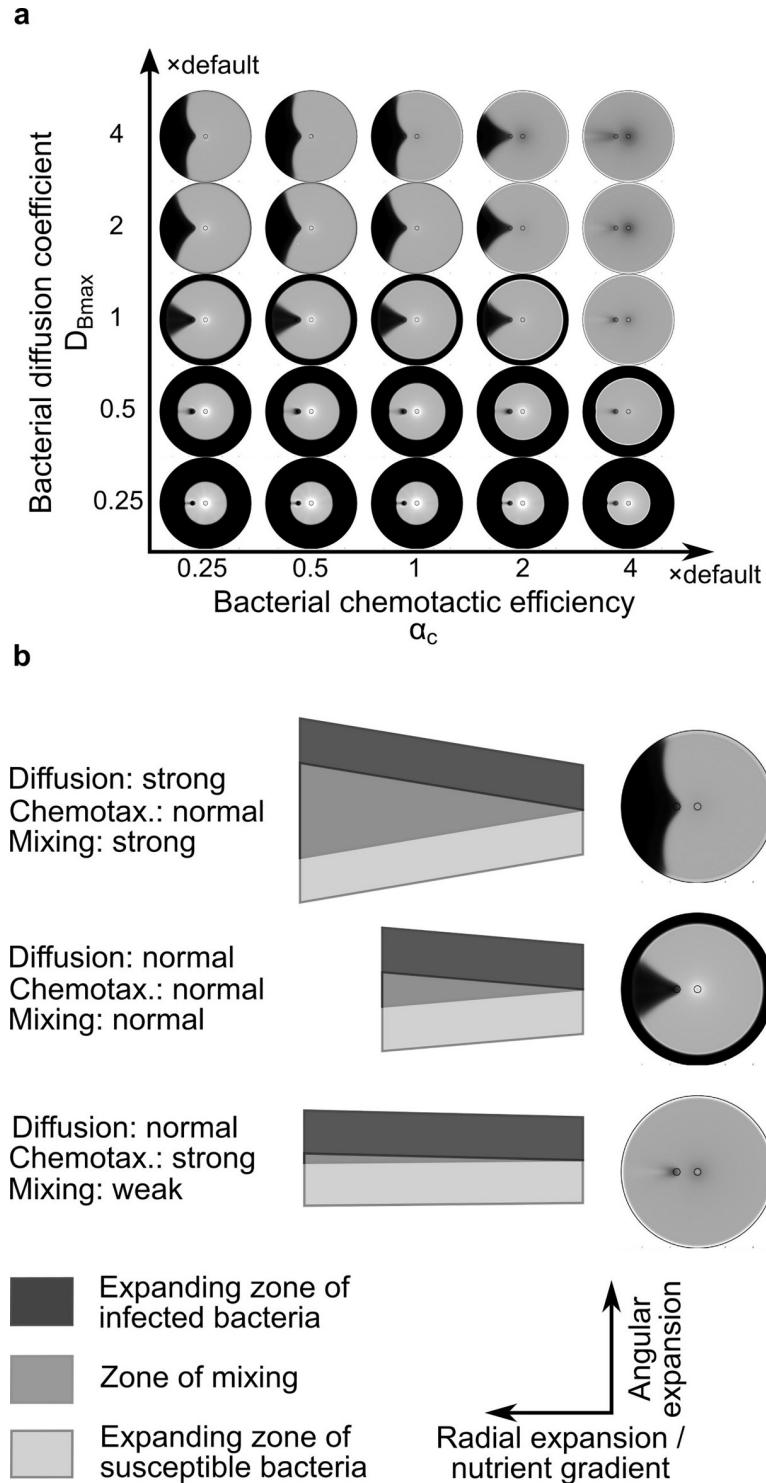 a
×default
4
2
1
0.5
0.25
Bacterial diffusion coefficient
D_Bmax
0.25 0.5 1 2 4 ×default
Bacterial chemotactic efficiency
α_c
b
Diffusion: strong
Chemotax.: normal
Mixing: strong
Diffusion: normal
Chemotax.: normal
Mixing: normal
Diffusion: normal
Chemotax.: strong
Mixing: weak
Expanding zone of
infected bacteria
Zone of mixing
Expanding zone of
susceptible bacteria
Angular
expansion
Radial expansion /
nutrient gradient